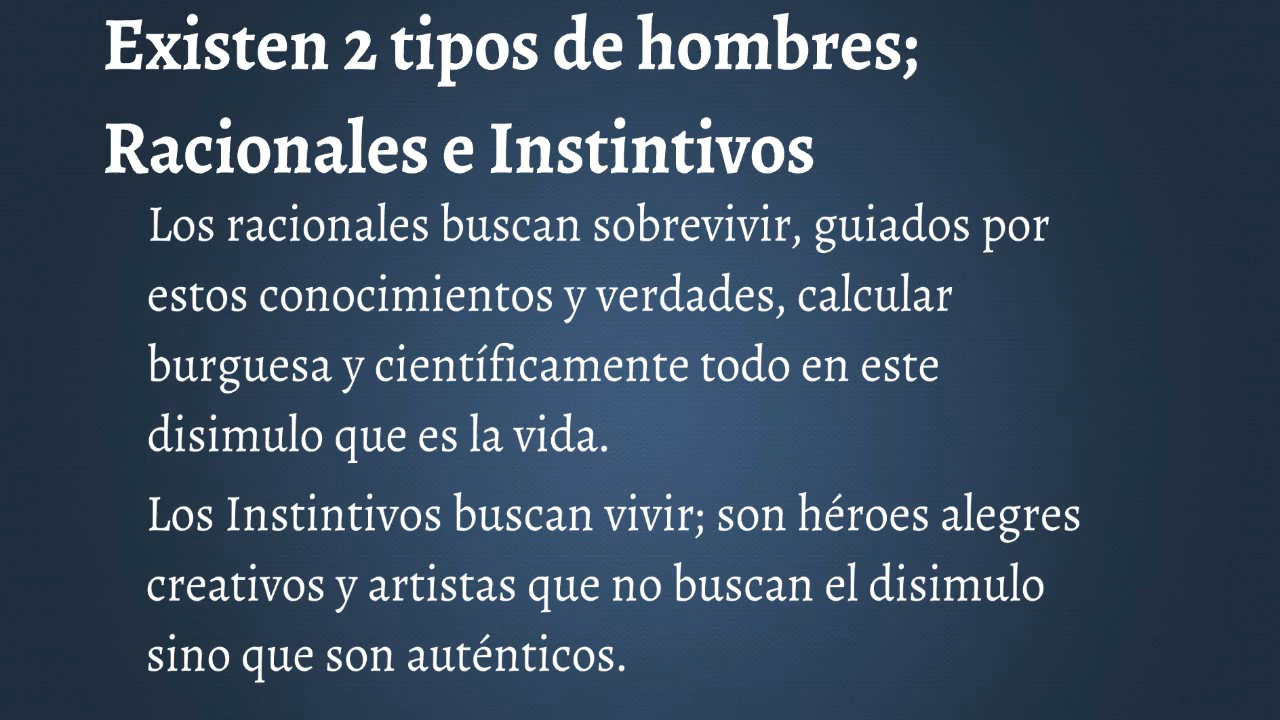 Existen 2 tipos de hombres;
Racionales e Instintivos
Los racionales buscan sobrevivir, guiados por
estos conocimientos y verdades, calcular
burguesa y científicamente todo en este
disimulo que es la vida.
Los Instintivos buscan vivir; son héroes alegres
creativos y artistas que no buscan el disimulo
sino que son auténticos.